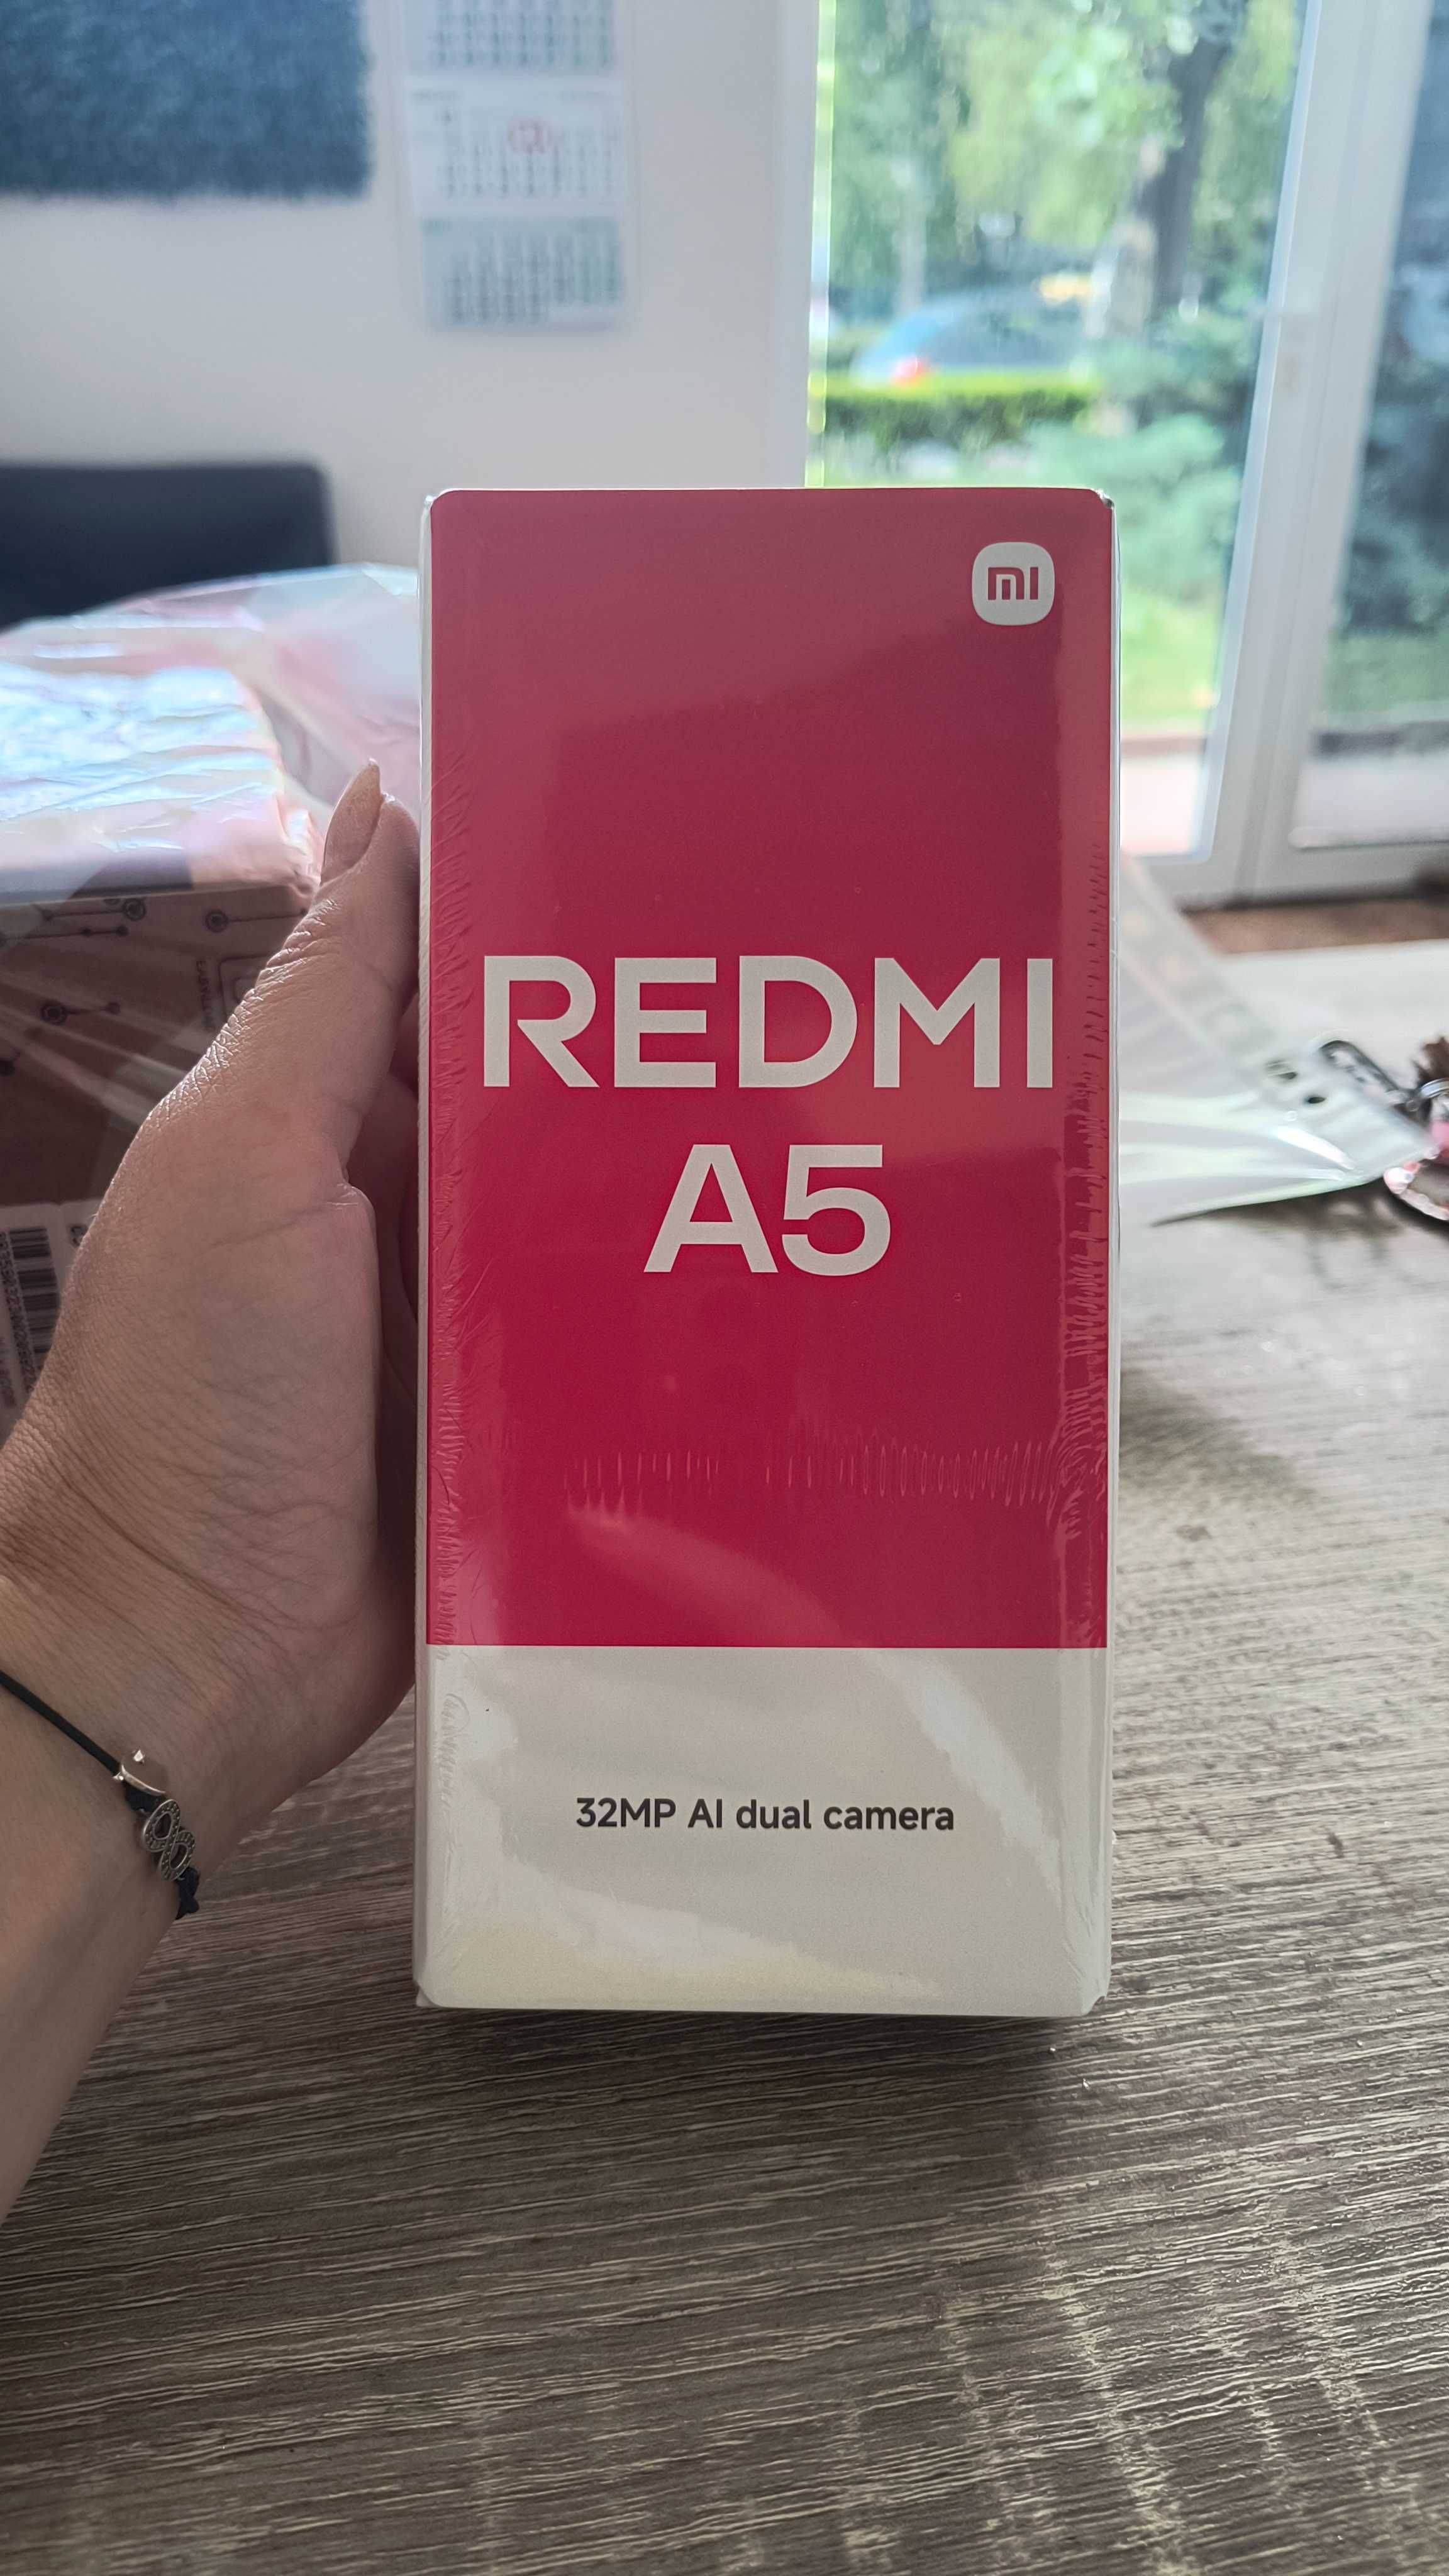 mi
REDMI
A5
32MP AI dual camera